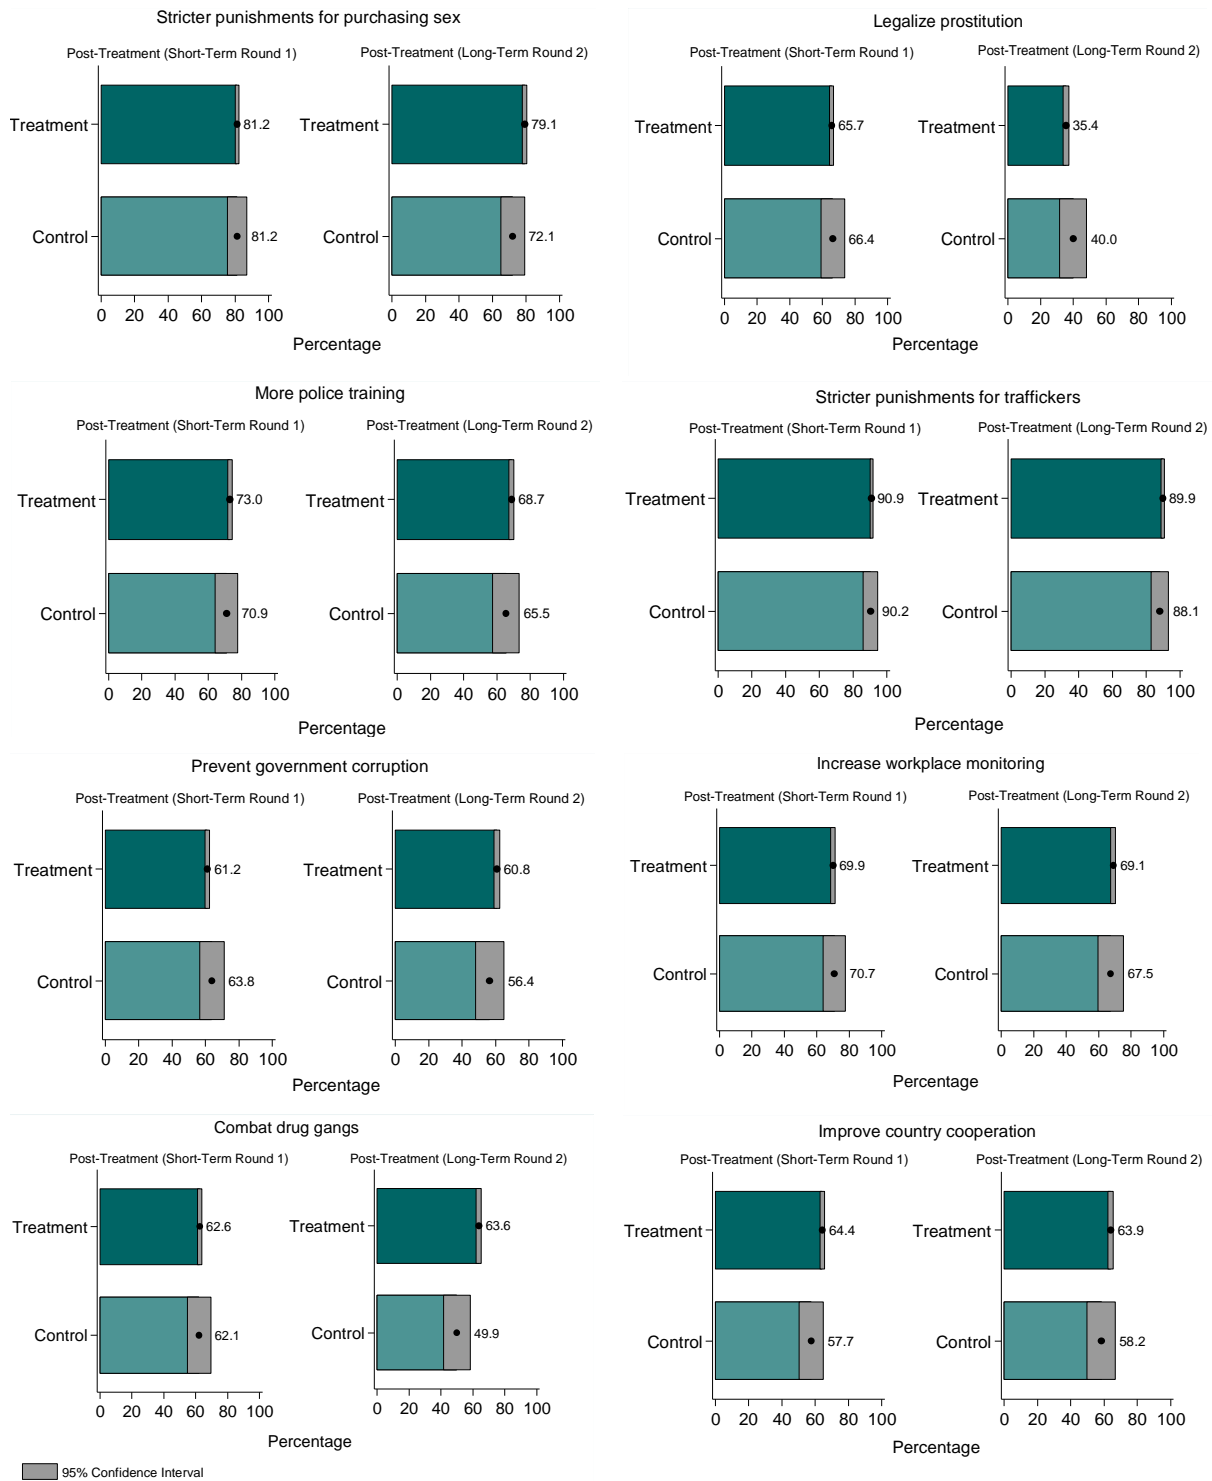 Stricter punishments for purchasing sex
Post-Treatment (Short-Term Round 1) Post-Treatment (Long-Term Round 2)
Treatment 81.2 Treatment 79.1
Control 81.2 Control 72.1
0 20 40 60 80 100 0 20 40 60 80 100
Percentage
Legalize prostitution
Post-Treatment (Short-Term Round 1) Post-Treatment (Long-Term Round 2)
Treatment 65.7 Treatment 35.4
Control 66.4 Control 40.0
0 20 40 60 80 100 0 20 40 60 80 100
Percentage
More police training
Post-Treatment (Short-Term Round 1) Post-Treatment (Long-Term Round 2)
Treatment 73.0 Treatment 68.7
Control 70.9 Control 65.5
0 20 40 60 80 100 0 20 40 60 80 100
Percentage
Stricter punishments for traffickers
Post-Treatment (Short-Term Round 1) Post-Treatment (Long-Term Round 2)
Treatment 90.9 Treatment 89.9
Control 90.2 Control 88.1
0 20 40 60 80 100 0 20 40 60 80 100
Percentage
Prevent government corruption
Post-Treatment (Short-Term Round 1) Post-Treatment (Long-Term Round 2)
Treatment 61.2 Treatment 60.8
Control 63.8 Control 56.4
0 20 40 60 80 100 0 20 40 60 80 100
Percentage
Increase workplace monitoring
Post-Treatment (Short-Term Round 1) Post-Treatment (Long-Term Round 2)
Treatment 69.9 Treatment 69.1
Control 70.7 Control 67.5
0 20 40 60 80 100 0 20 40 60 80 100
Percentage
Combat drug gangs
Post-Treatment (Short-Term Round 1) Post-Treatment (Long-Term Round 2)
Treatment 62.6 Treatment 63.6
Control 62.1 Control 49.9
0 20 40 60 80 100 0 20 40 60 80 100
Percentage
Improve country cooperation
Post-Treatment (Short-Term Round 1) Post-Treatment (Long-Term Round 2)
Treatment 64.4 Treatment 63.9
Control 57.7 Control 58.2
0 20 40 60 80 100 0 20 40 60 80 100
Percentage
95% Confidence Interval